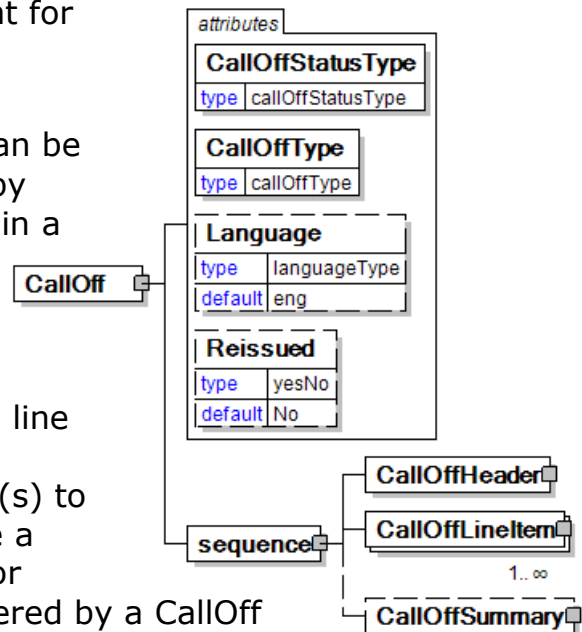 nt for
an be
by
in a
line
(s) to
e a
or
ered by a CallOff
attributes
CallOffStatusType
type callOffStatusType
CallOffType
type callOffType
Language
type languageType
default eng
Reissued
type yesNo
default No
CallOff
sequence
CallOffHeader
CallOffLineItem
1..∞
CallOffSummary